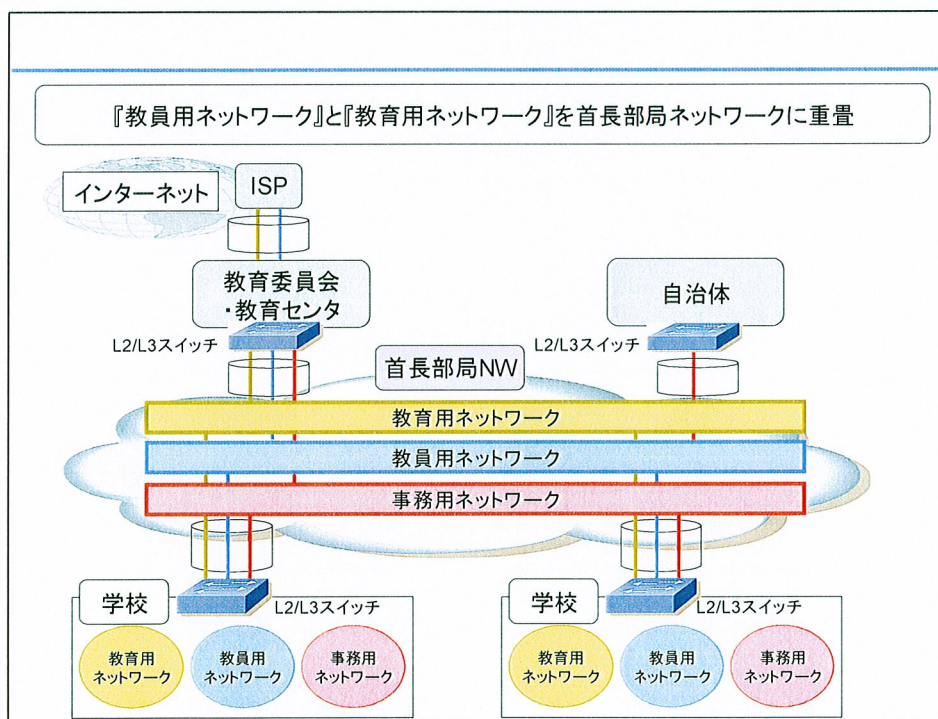 『教員用ネットワーク』と『教育用ネットワーク』を首長部局ネットワークに重畳
インターネット
ISP
教育委員会
・教育センタ
自治体
L2/L3スイッチ
L2/L3スイッチ
首長部局NW
教育用ネットワーク
教員用ネットワーク
事務用ネットワーク
学校
L2/L3スイッチ
学校
L2/L3スイッチ
教育用
ネットワーク
教員用
ネットワーク
事務用
ネットワーク
教育用
ネットワーク
教員用
ネットワーク
事務用
ネットワーク